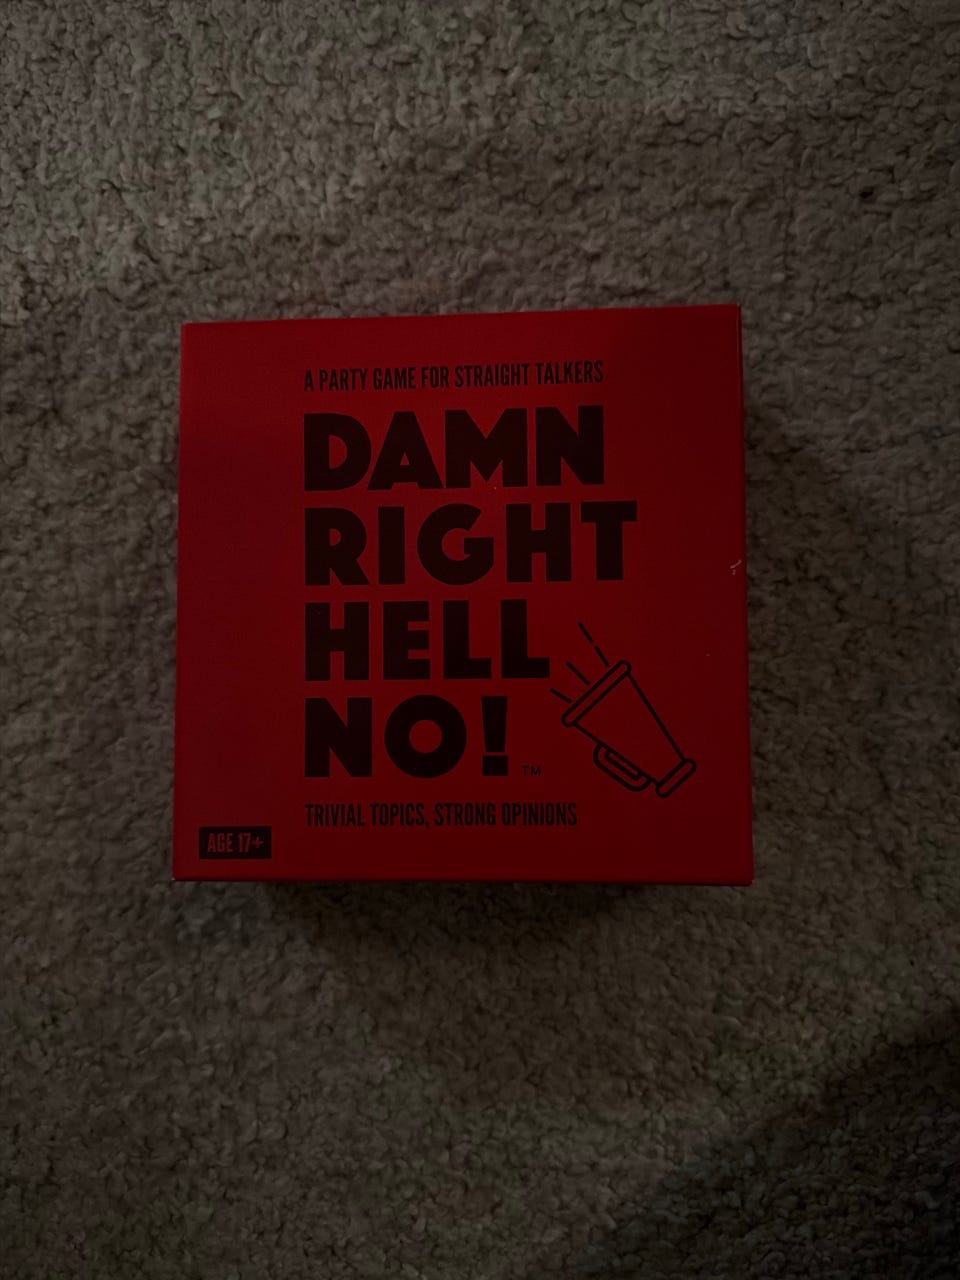 A PARTY GAME FOR STRAIGHT TALKERS
DAMN
RIGHT
HELL
NO!™
TRIVIAL TOPICS, STRONG OPINIONS
AGE 17+